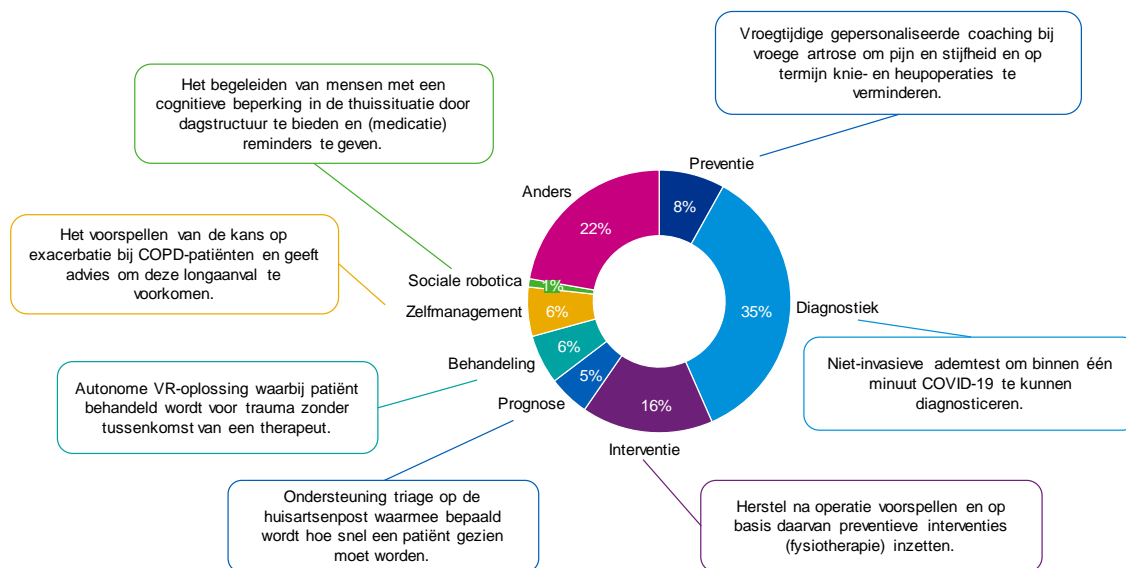 Vroegtijdige gepersonaliseerde coaching bij
vroege artrose om pijn en stijfheid en op
termijn knie- en heupoperaties te
verminderen.
Het begeleiden van mensen met een
cognitieve beperking in de thuissituatie door
dagstructuur te bieden en (medicatie)
reminders te geven.
Preventie
Anders
8%
22%
Het voorspellen van de kans op
exacerbatie bij COPD-patiënten en geeft
advies om deze longaanval te
voorkomen.
Sociale robotica
1%
Zelfmanagement
6%
35%
Diagnostiek
Behandeling
6%
Niet-invasieve ademtest om binnen één
minuut COVID-19 te kunnen
diagnosticeren.
Autonome VR-oplossing waarbij patiënt
behandeld wordt voor trauma zonder
tussenkomst van een therapeut.
Prognose
5%
16%
Interventie
Ondersteuning triage op de
huisartsenpost waarmee bepaald
wordt hoe snel een patiënt gezien
moet worden.
Herstel na operatie voorspellen en op
basis daarvan preventieve interventies
(fysiotherapie) inzetten.